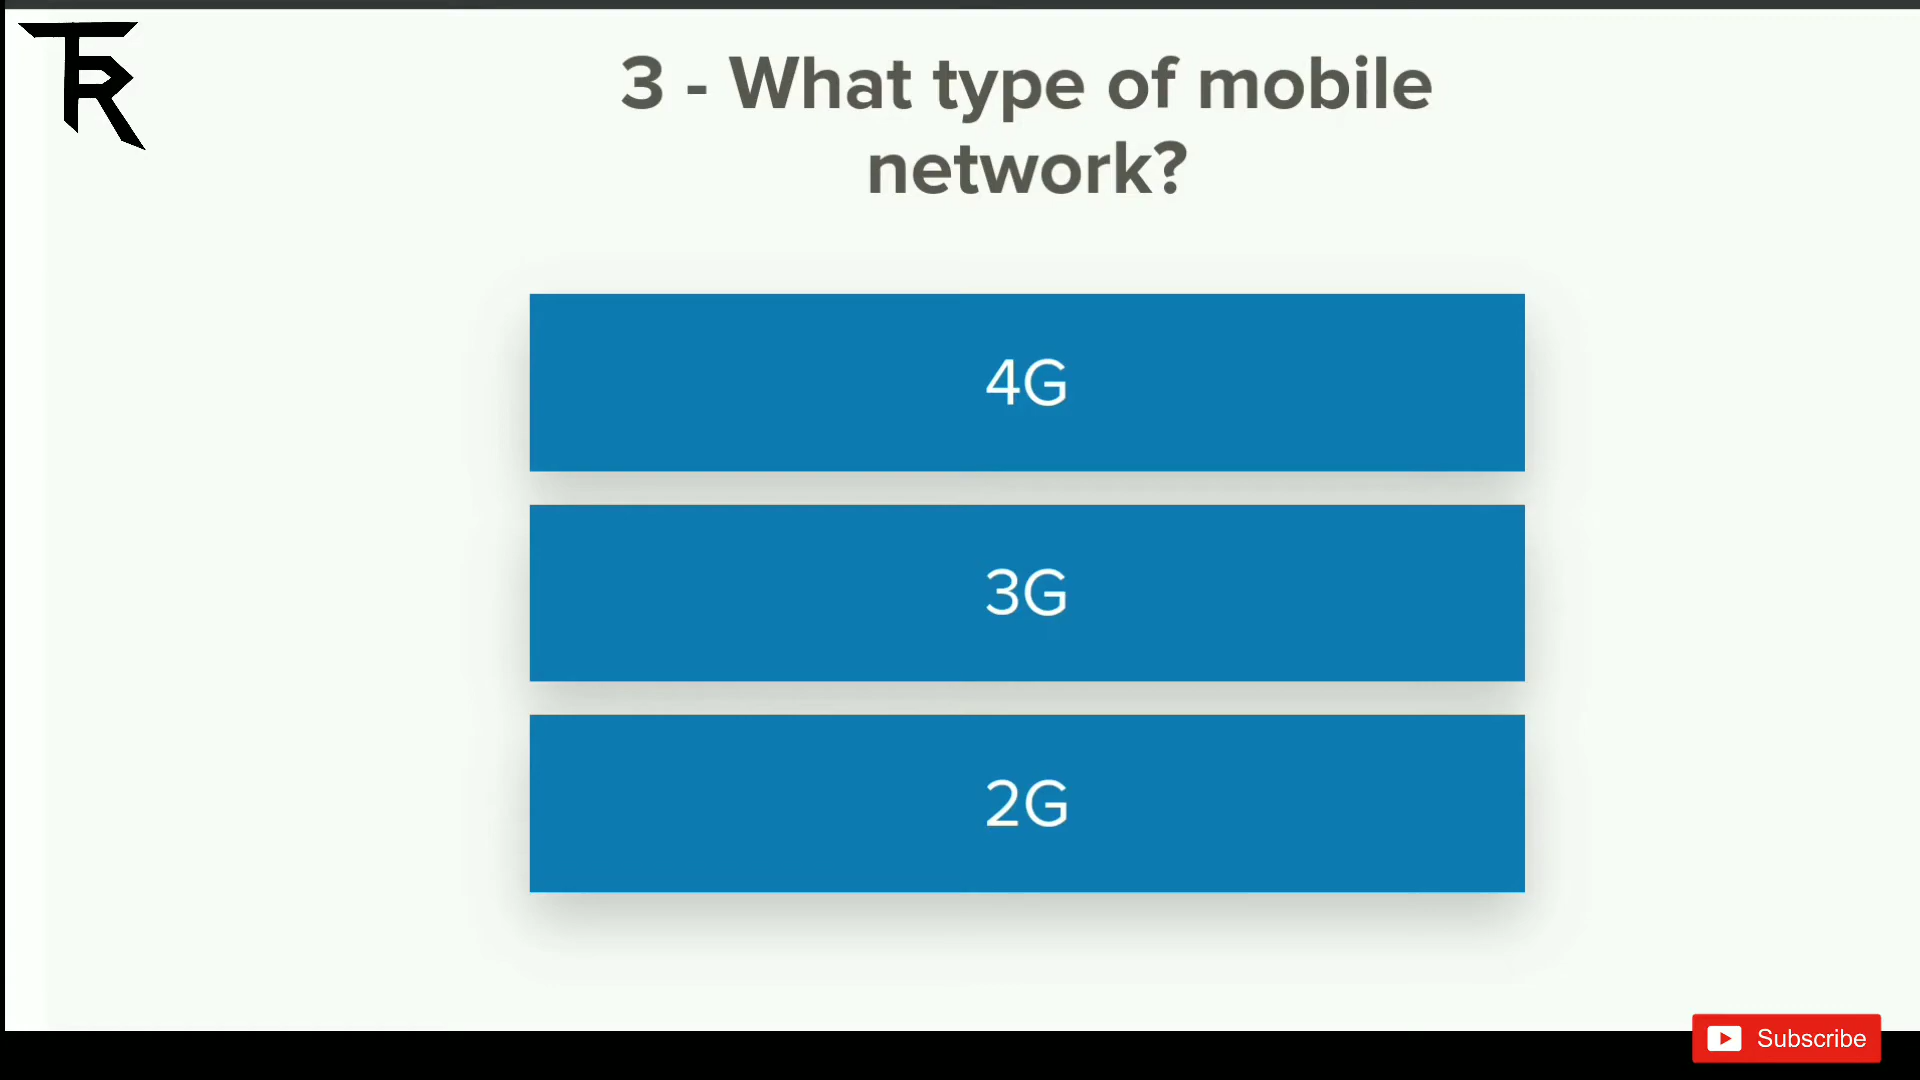 3 - What type of mobile
network?
4G
3G
2G
Subscribe